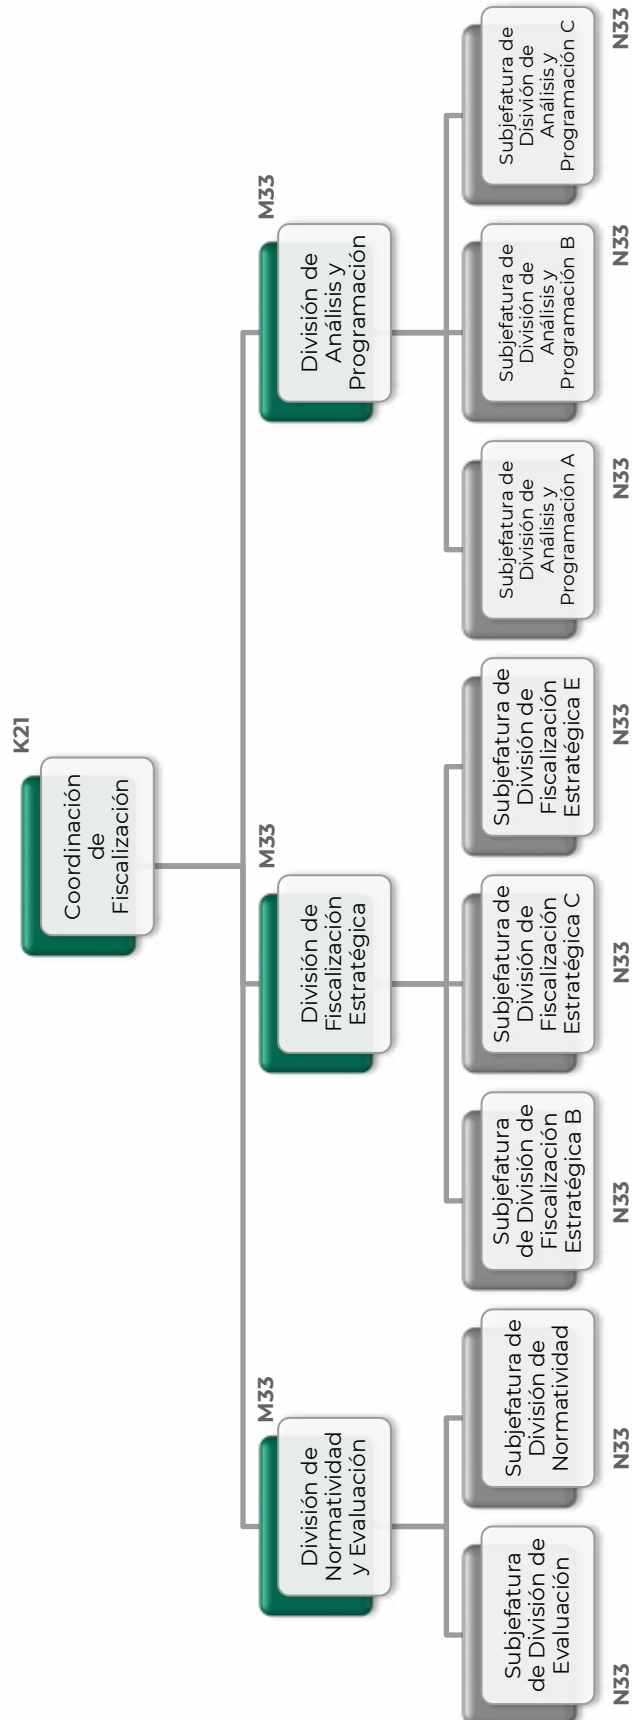 K21
Coordinación
de
Fiscalización
M33
División de
Normatividad
y Evaluación
M33
División de
Fiscalización
Estratégica
M33
División de
Análisis y
Programación
Subjefatura
de División de
Evaluación
N33
Subjefatura de
División de
Normatividad
N33
Subjefatura
de División de
Fiscalización
Estratégica B
N33
Subjefatura de
División de
Fiscalización
Estratégica C
N33
Subjefatura de
División de
Fiscalización
Estratégica E
N33
Subjefatura de
División de
Análisis y
Programación A
N33
Subjefatura de
División de
Análisis y
Programación B
N33
Subjefatura de
Disivión de
Análisis y
Programación C
N33